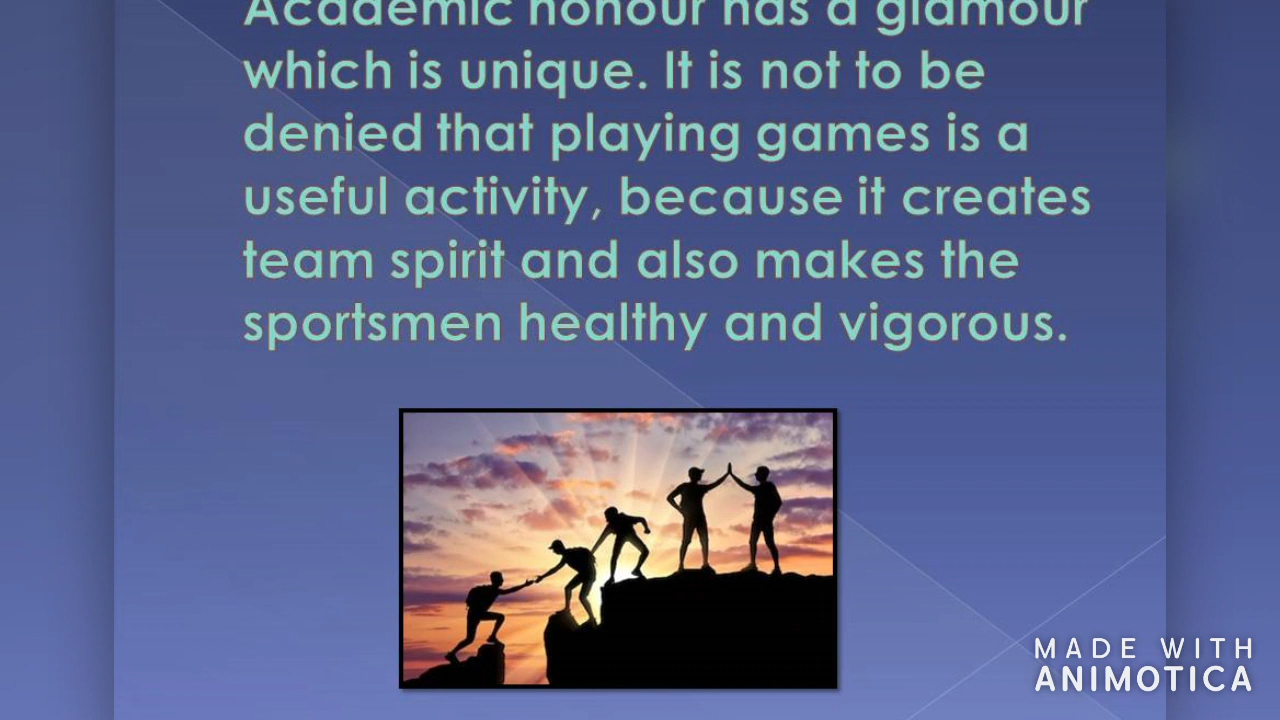 Academic honour has a glamour
which is unique. It is not to be
denied that playing games is a
useful activity, because it creates
team spirit and also makes the
sportsmen healthy and vigorous.
MADE WITH
ANIMOTICA